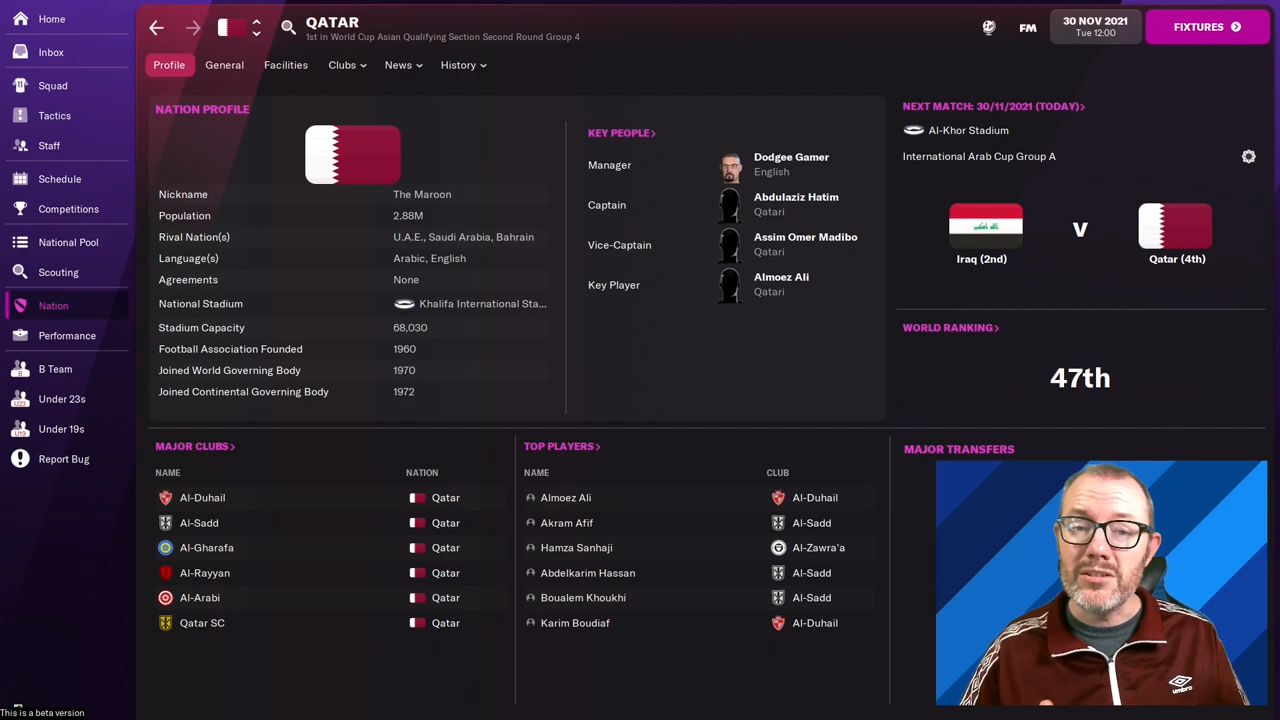 Home
Inbox
Squad
Tactics
Staff
Schedule
Competitions
National Pool
Scouting
Nation
Performance
B Team
Under 23s
Under 19s
Report Bug
This is a beta version
QATAR
1st in World Cup Asian Qualifying Section Second Round Group 4
FM
30 NOV 2021
Tue 12:00
FIXTURES
Profile General Facilities Clubs News History
NATION PROFILE
Nickname The Maroon
Population 2.88M
Rival Nation(s) U.A.E., Saudi Arabia, Bahrain
Language(s) Arabic, English
Agreements None
National Stadium Khalifa International Sta...
Stadium Capacity 68,030
Football Association Founded 1960
Joined World Governing Body 1970
Joined Continental Governing Body 1972
KEY PEOPLE>
Manager Dodgee Gamer
English
Captain Abdulaziz Hatim
Qatari
Vice-Captain Assim Omer Madibo
Qatari
Key Player Almoez Ali
Qatari
NEXT MATCH: 30/11/2021 (TODAY)>
Al-Khor Stadium
International Arab Cup Group A
V
Iraq (2nd) Qatar (4th)
WORLD RANKING>
47th
MAJOR CLUBS>
NAME NATION
Al-Duhail Qatar
Al-Sadd Qatar
Al-Gharafa Qatar
Al-Rayyan Qatar
Al-Arabi Qatar
Qatar SC Qatar
TOP PLAYERS>
NAME CLUB
Almoez Ali Al-Duhail
Akram Afif Al-Sadd
Hamza Sanhaji Al-Zawra'a
Abdelkarim Hassan Al-Sadd
Boualem Khoukhi Al-Sadd
Karim Boudiaf Al-Duhail
MAJOR TRANSFERS
umbro